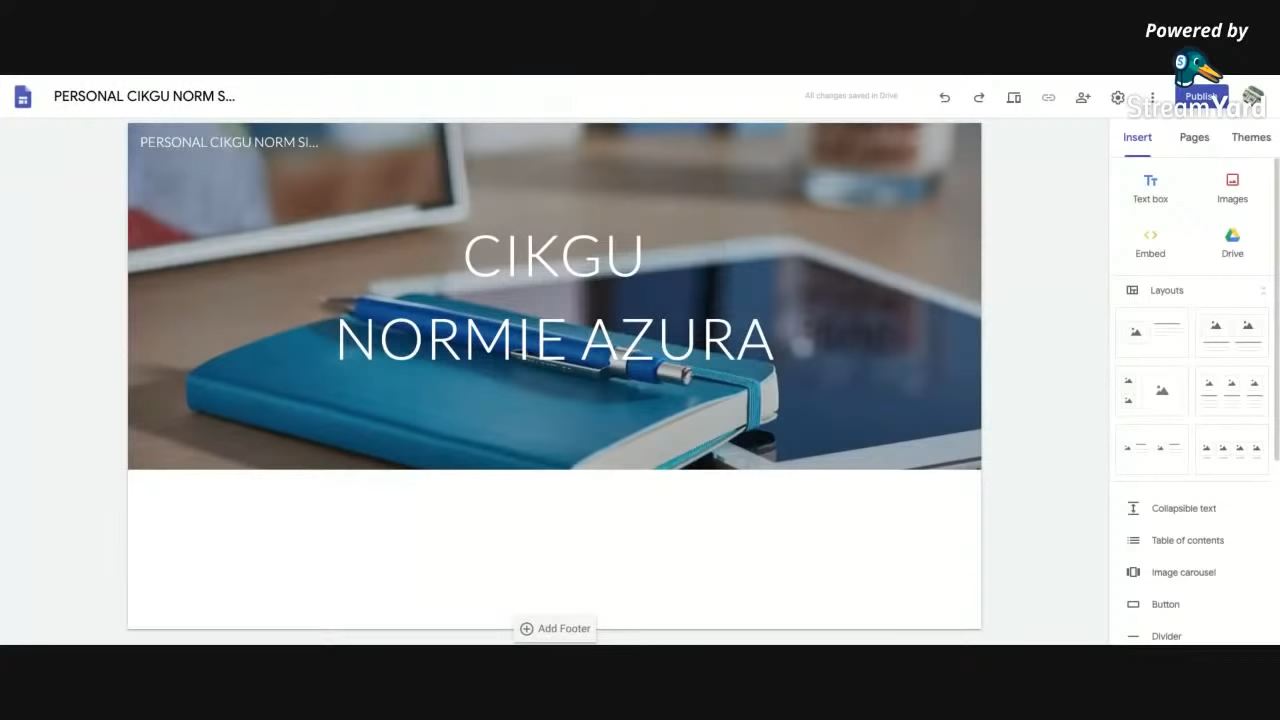 Powered by
StreamYard
PERSONAL CIKGU NORM S...
All changes saved in Drive
Publish
PERSONAL CIKGU NORM SI...
CIKGU
NORMIE AZURA
Add Footer
Insert Pages Themes
Text box Images
Embed Drive
Layouts
Collapsible text
Table of contents
Image carousel
Button
Divider